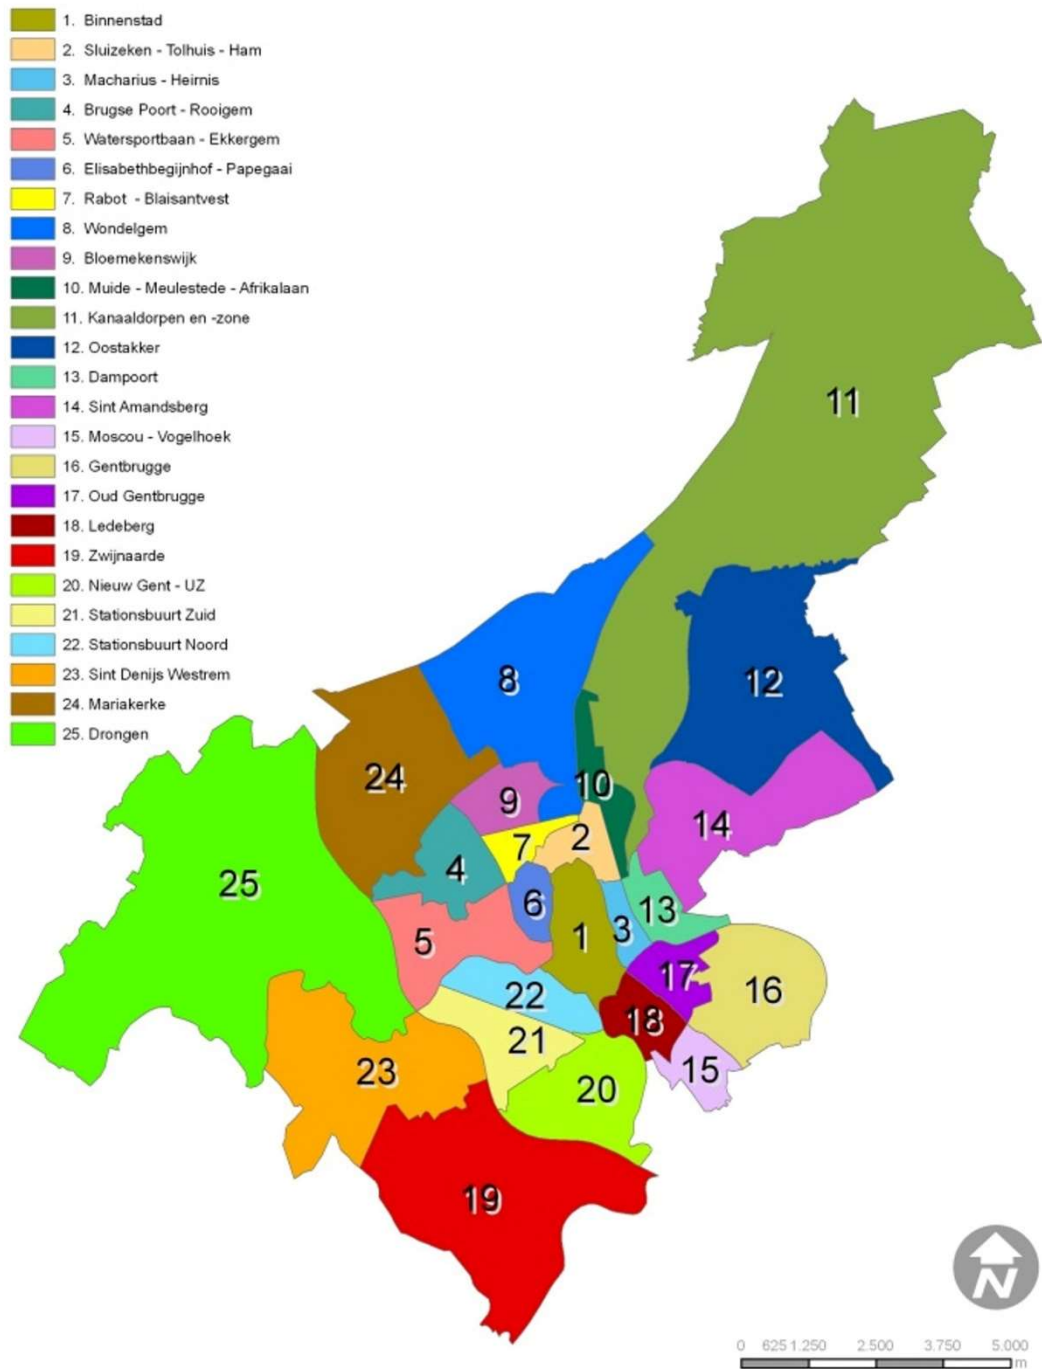 1. Binnenstad
2. Sluizeken - Tolhuis - Ham
3. Macharius - Heirnis
4. Brugse Poort - Rooigem
5. Watersportbaan - Ekkergem
6. Elisabethbegijnhof - Papegaai
7. Rabot - Blaisantvest
8. Wondelgem
9. Bloemekenswijk
10. Muide - Meulestede - Afrikalaan
11. Kanaaldorpen en -zone
12. Oostakker
13. Dampoort
14. Sint Amandsberg
15. Moscou - Vogelhoek
16. Gentbrugge
17. Oud Gentbrugge
18. Ledeberg
19. Zwijnaarde
20. Nieuw Gent - UZ
21. Stationsbuurt Zuid
22. Stationsbuurt Noord
23. Sint Denijs Westrem
24. Mariakerke
25. Drongen
11
8
12
24
10
9
14
2
7
4
25
6
13
3
1
5
17
16
22
18
21
15
23
20
19
N
0 625 1.250 2.500 3.750 5.000
m